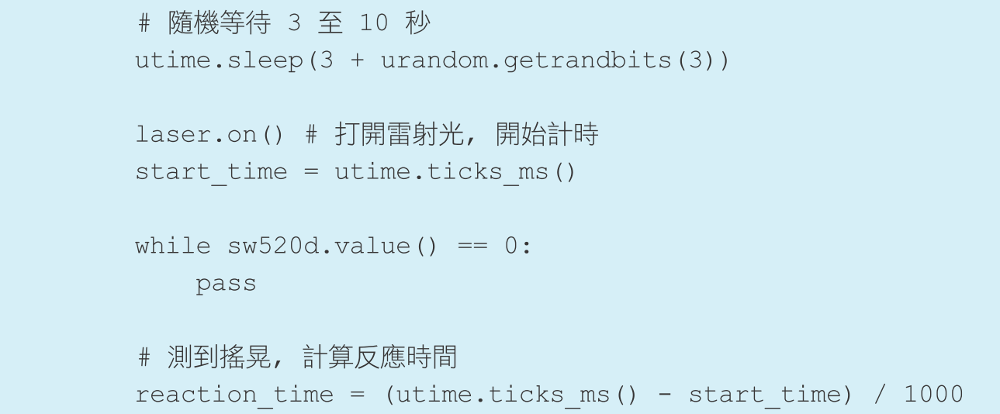 # 隨機等待 3 至 10 秒
utime.sleep(3 + urandom.getrandbits(3))
laser.on() # 打開雷射光, 開始計時
start_time = utime.ticks_ms()
while sw520d.value() == 0:
    pass
# 測到搖晃, 計算反應時間
reaction_time = (utime.ticks_ms() - start_time) / 1000